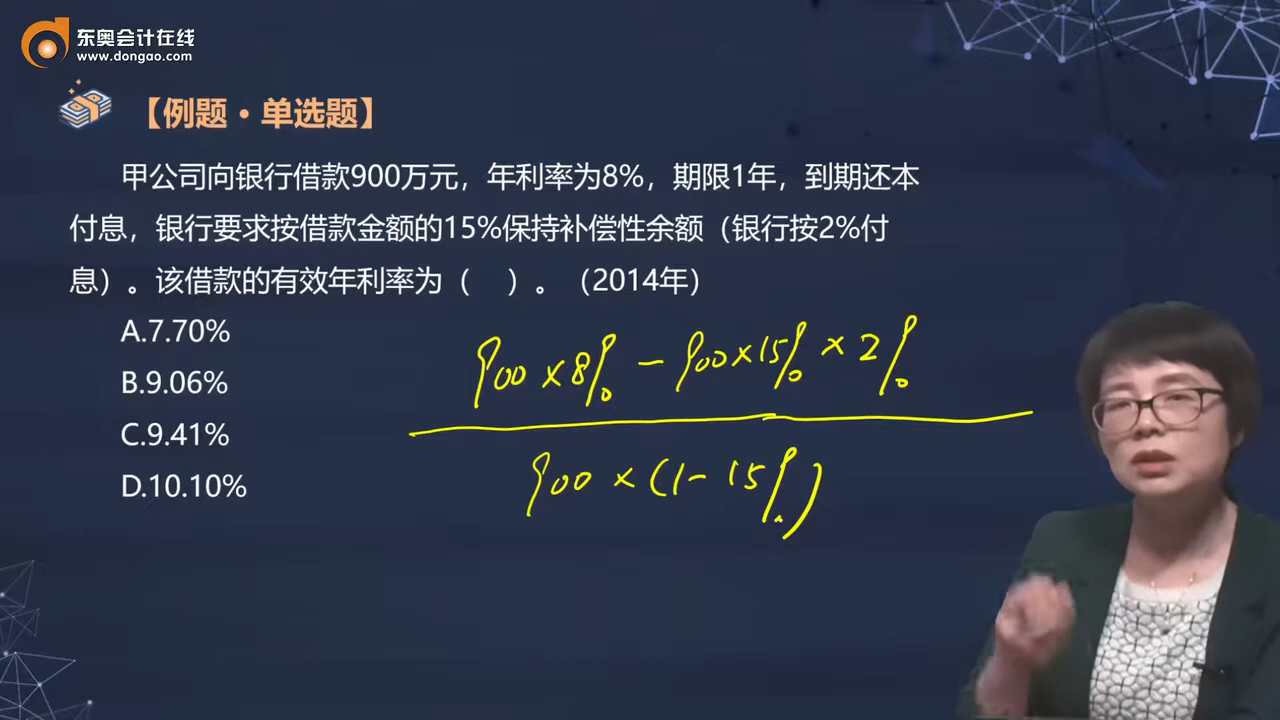 东奥会计在线
www.dongao.com
【例题·单选题】
甲公司向银行借款900万元，年利率为8%，期限1年，到期还本
付息，银行要求按借款金额的15%保持补偿性余额（银行按2%付
息）。该借款的有效年利率为（ ）。（2014年）
A.7.70%
B.9.06%
C.9.41%
D.10.10%
900×8%－900×15%×2%
900×(1-15%)